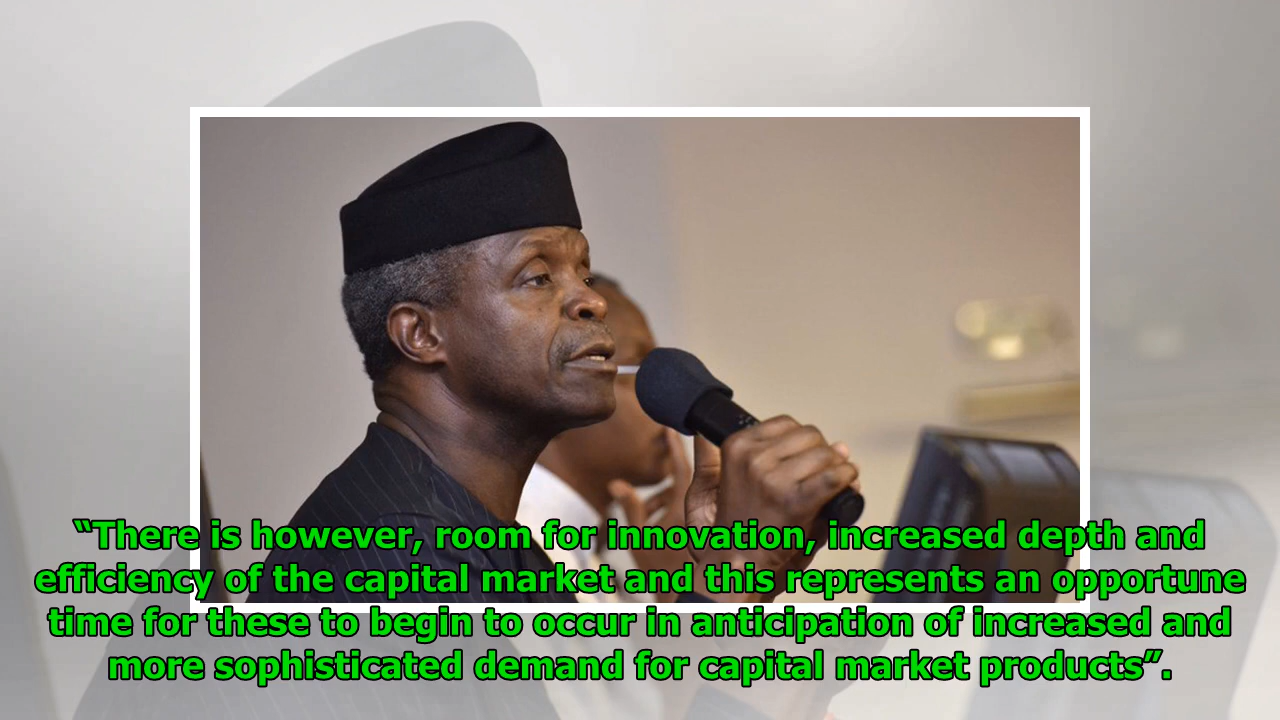 “There is however, room for innovation, increased depth and
efficiency of the capital market and this represents an opportune
time for these to begin to occur in anticipation of increased and
more sophisticated demand for capital market products”.